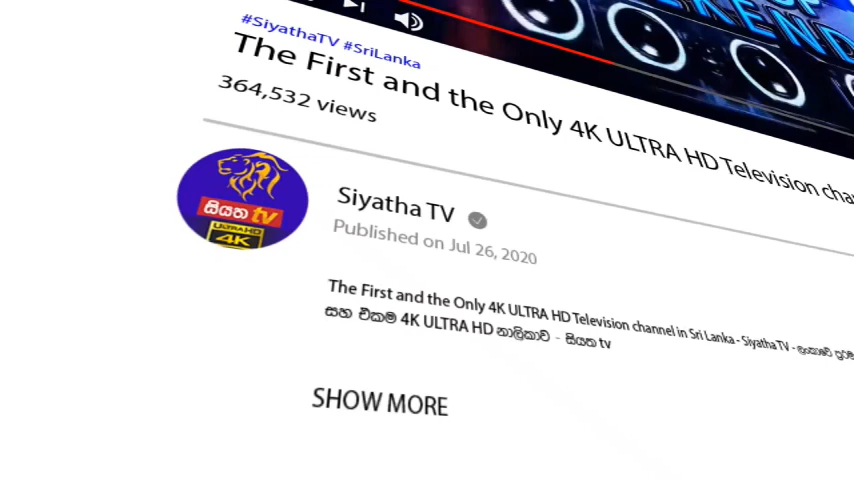 WEEKEND
#SiyathaTV #SriLanka
The First and the Only 4K ULTRA HD Television cha
364,532 views
සියත tv
ULTRA HD
4K
Siyatha TV
Published on Jul 26, 2020
The First and the Only 4K ULTRA HD Television channel in Sri Lanka - Siyatha TV - ලංකාවේ ප්‍රථම
සහ එකම 4K ULTRA HD නාලිකාව - සියත tv
SHOW MORE